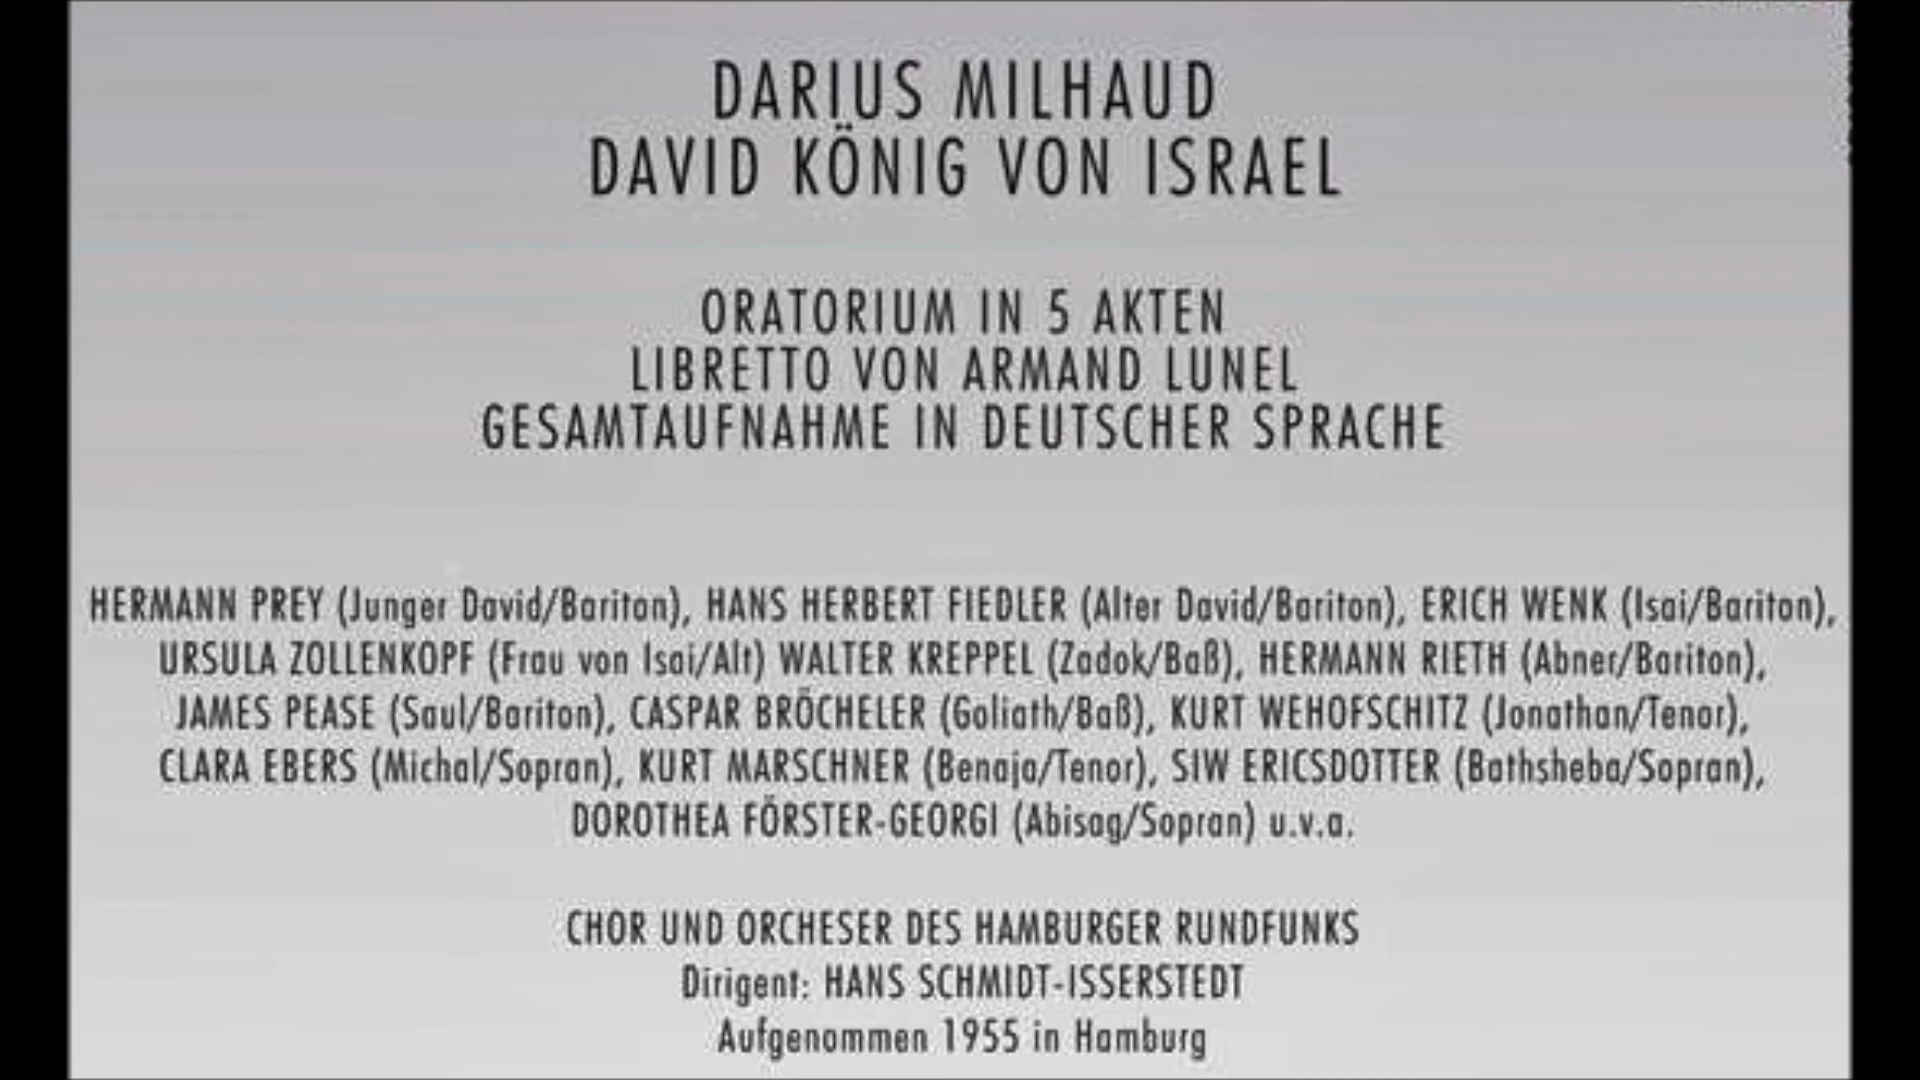 DARIUS MILHAUD
DAVID KÖNIG VON ISRAEL
ORATORIUM IN 5 AKTEN
LIBRETTO VON ARMAND LUNEL
GESAMTAUFNAHME IN DEUTSCHER SPRACHE
HERMANN PREY (Junger David/Bariton), HANS HERBERT FIEDLER (Alter David/Bariton), ERICH WENK (Isai/Bariton),
URSULA ZOLLENKOPF (Frau von Isai/Alt) WALTER KREPPEL (Zadok/Baß), HERMANN RIETH (Abner/Bariton),
JAMES PEASE (Saul/Bariton), CASPAR BRÖCHELER (Goliath/Baß), KURT WEHOFSCHITZ (Jonathan/Tenor),
CLARA EBERS (Michal/Sopran), KURT MARSCHNER (Benaja/Tenor), SIW ERICSDOTTER (Bathsheba/Sopran),
DOROTHEA FÖRSTER-GEORGI (Abisag/Sopran) u.v.a.
CHOR UND ORCHESER DES HAMBURGER RUNDFUNKS
Dirigent: HANS SCHMIDT-ISSERSTEDT
Aufgenommen 1955 in Hamburg